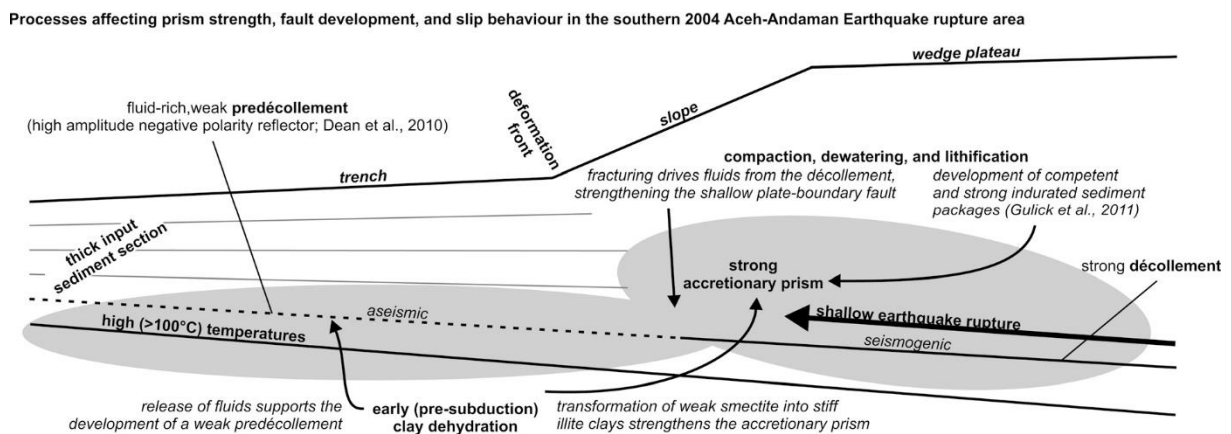 Processes affecting prism strength, fault development, and slip behaviour in the southern 2004 Aceh-Andaman Earthquake rupture area
wedge plateau
fluid-rich,weak predécollement
(high amplitude negative polarity reflector; Dean et al., 2010)
deformation
front
slope
trench
compaction, dewatering, and lithification
fracturing drives fluids from the décollement,
strengthening the shallow plate-boundary fault
development of competent
and strong indurated sediment
packages (Gulick et al., 2011)
thick input
sediment section
strong
accretionary prism
strong décollement
aseismic
high (>100°C) temperatures
shallow earthquake rupture
seismogenic
release of fluids supports the
development of a weak predécollement
early (pre-subduction)
clay dehydration
transformation of weak smectite into stiff
illite clays strengthens the accretionary prism